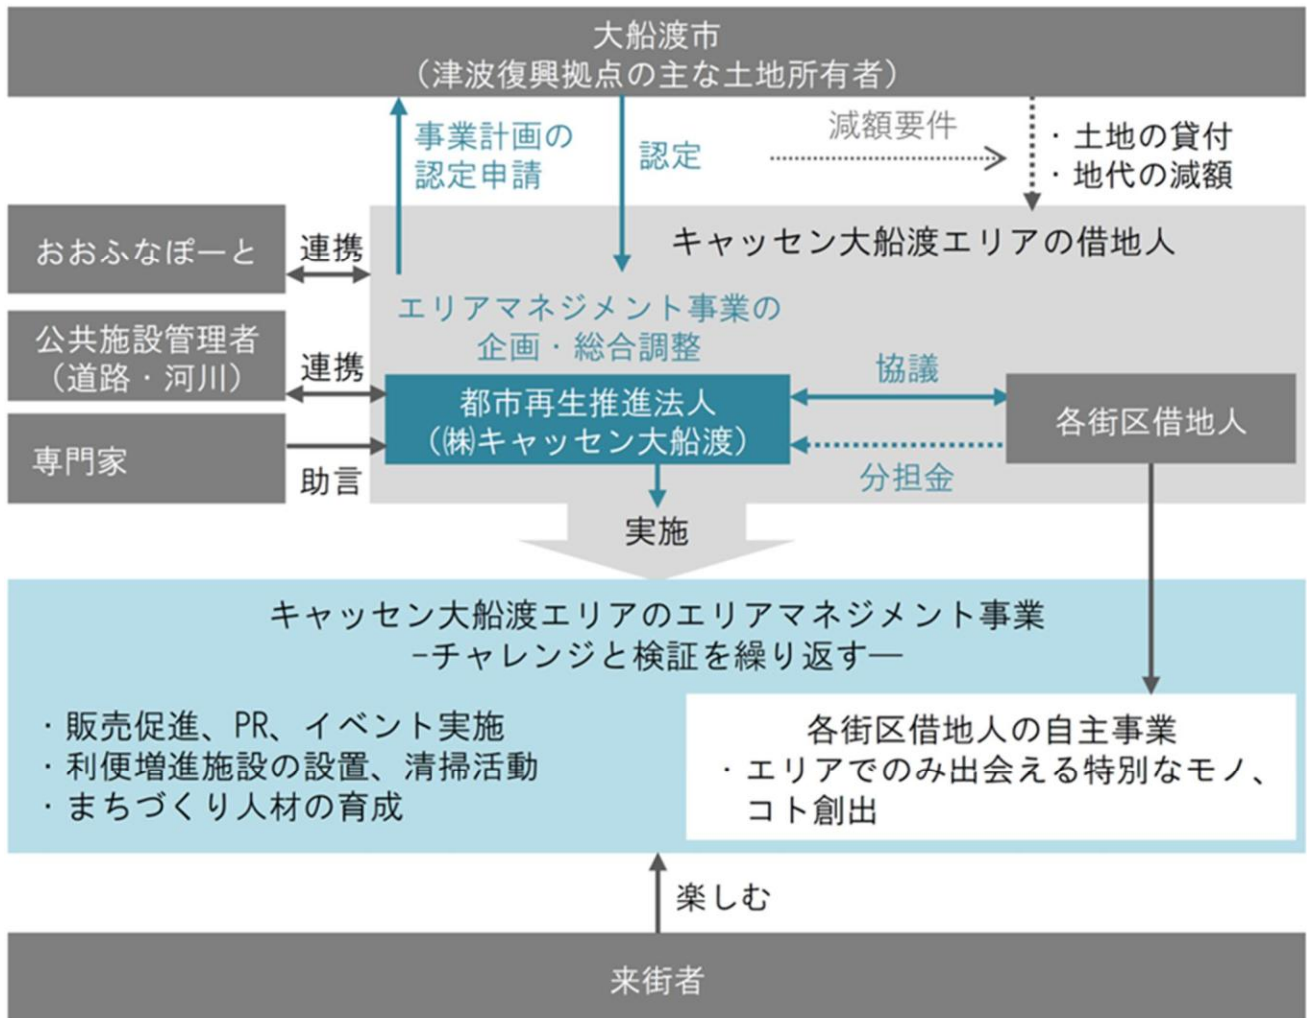 大船渡市
（津波復興拠点の主な土地所有者）
事業計画の
認定申請
認定
減額要件
・土地の貸付
・地代の減額
おおふなぽーと
連携
キャッセン大船渡エリアの借地人
公共施設管理者
（道路・河川）
連携
エリアマネジメント事業の
企画・総合調整
都市再生推進法人
（㈱キャッセン大船渡）
協議
各街区借地人
専門家
助言
分担金
実施
キャッセン大船渡エリアのエリアマネジメント事業
−チャレンジと検証を繰り返す―
・販売促進、PR、イベント実施
・利便増進施設の設置、清掃活動
・まちづくり人材の育成
各街区借地人の自主事業
・エリアでのみ出会える特別なモノ、
コト創出
楽しむ
来街者